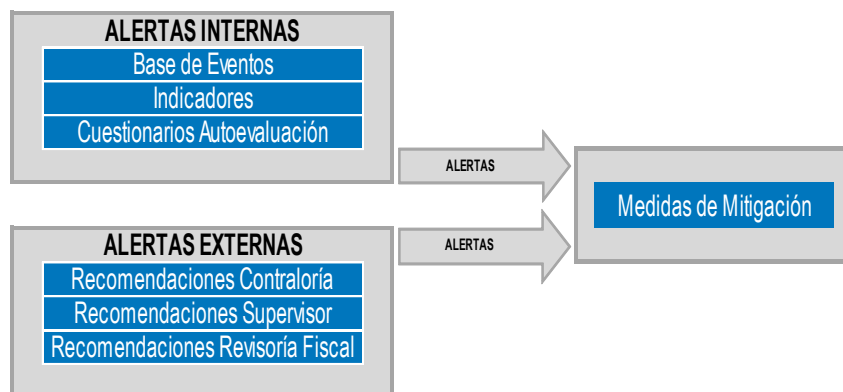 ALERTAS INTERNAS
Base de Eventos
Indicadores
Cuestionarios Autoevaluación
ALERTAS
Medidas de Mitigación
ALERTAS EXTERNAS
ALERTAS
Recomendaciones Contraloría
Recomendaciones Supervisor
Recomendaciones Revisoría Fiscal